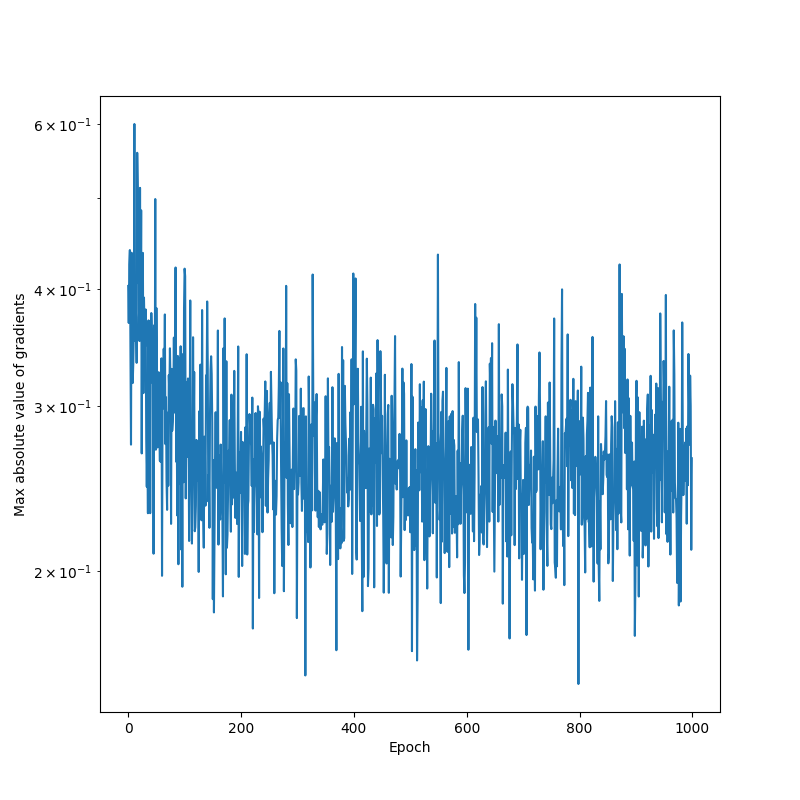 Max absolute value of gradients
6 × 10⁻¹
4 × 10⁻¹
3 × 10⁻¹
2 × 10⁻¹
0 200 400 600 800 1000
Epoch